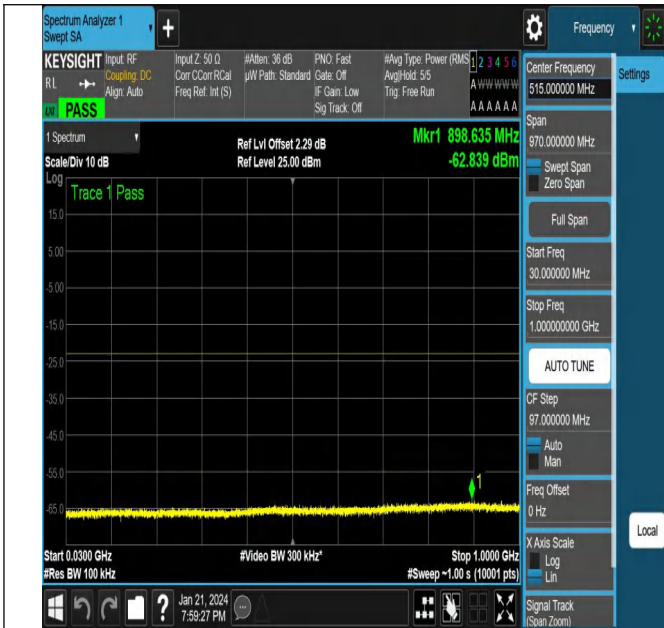 Spectrum Analyzer 1
Swept SA
+
Frequency
KEYSIGHT
RL
PASS
Input: RF
Coupling: DC
Align: Auto
Input Z: 50 Ω
Corr CCorr RCal
Freq Ref: Int (S)
#Atten: 36 dB
µW Path: Standard
PNO: Fast
Gate: Off
IF Gain: Low
Sig Track: Off
#Avg Type: Power (RMS
Avg|Hold: 5/5
Trig: Free Run
1 2 3 4 5 6
A W W W W W
A A A A A A
1 Spectrum
Scale/Div 10 dB
Log
Ref Lvl Offset 2.29 dB
Ref Level 25.00 dBm
Mkr1 898.635 MHz
-62.839 dBm
Trace 1 Pass
15.0
5.00
-5.00
-15.0
-25.0
-35.0
-45.0
-55.0
-65.0
1
Start 0.0300 GHz
#Res BW 100 kHz
#Video BW 300 kHz*
Stop 1.0000 GHz
#Sweep ~1.00 s (10001 pts)
?
Jan 21, 2024
7:59:27 PM
Center Frequency
515.000000 MHz
Span
970.000000 MHz
Swept Span
Zero Span
Full Span
Start Freq
30.000000 MHz
Stop Freq
1.000000000 GHz
AUTO TUNE
CF Step
97.000000 MHz
Auto
Man
Freq Offset
0 Hz
X Axis Scale
Log
Lin
Signal Track
(Span Zoom)
Settings
Local